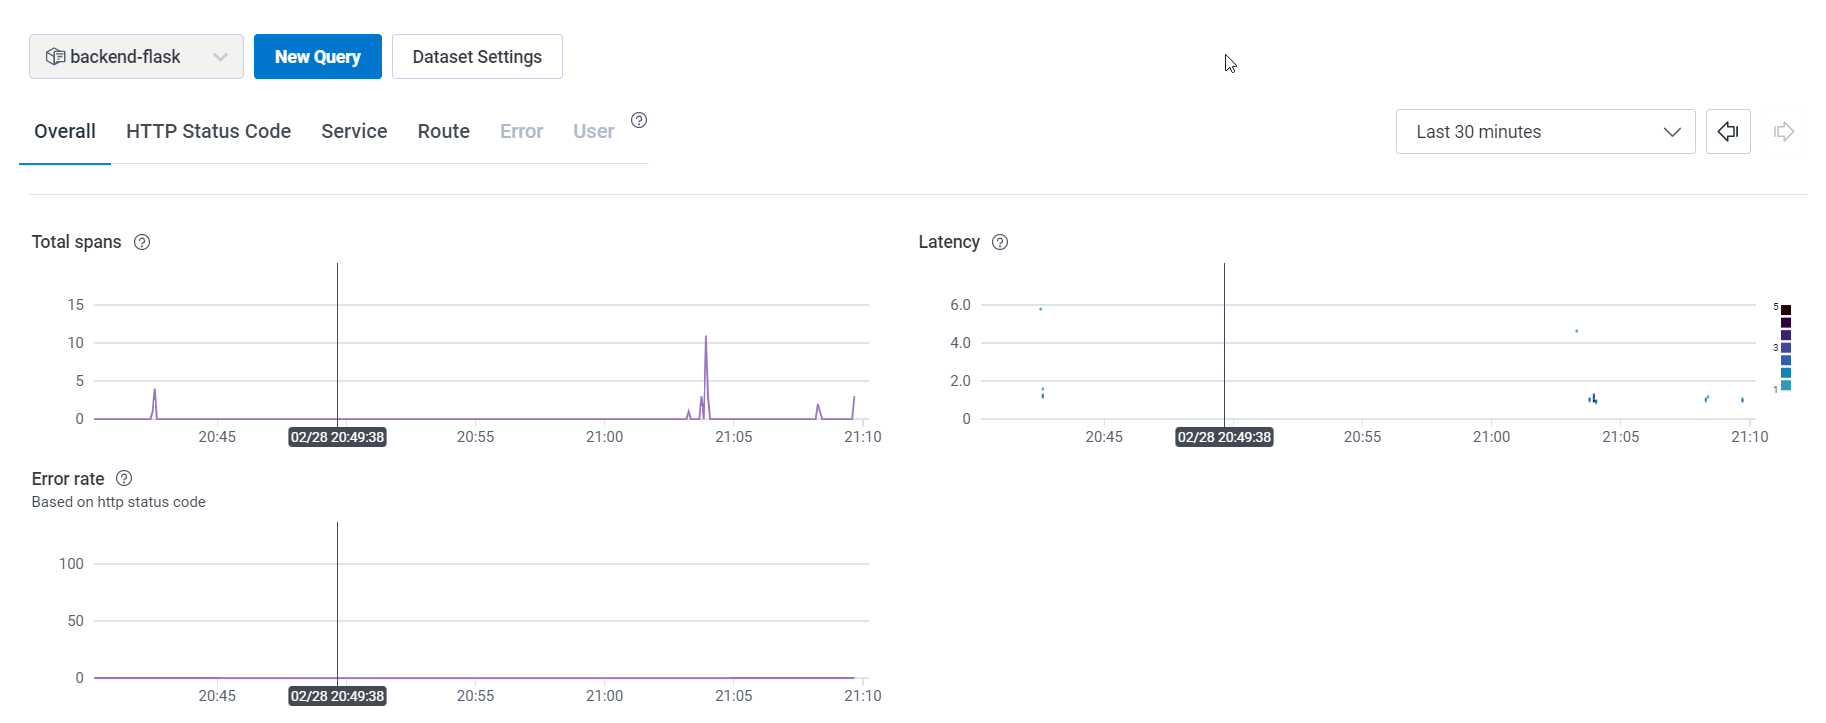 backend-flask New Query Dataset Settings
Overall HTTP Status Code Service Route Error User ?
Last 30 minutes
Total spans ?
15
10
5
0
20:45 02/28 20:49:38 20:55 21:00 21:05 21:10
Latency ?
6.0
4.0
2.0
0
5
3
1
20:45 02/28 20:49:38 20:55 21:00 21:05 21:10
Error rate ?
Based on http status code
100
50
0
20:45 02/28 20:49:38 20:55 21:00 21:05 21:10